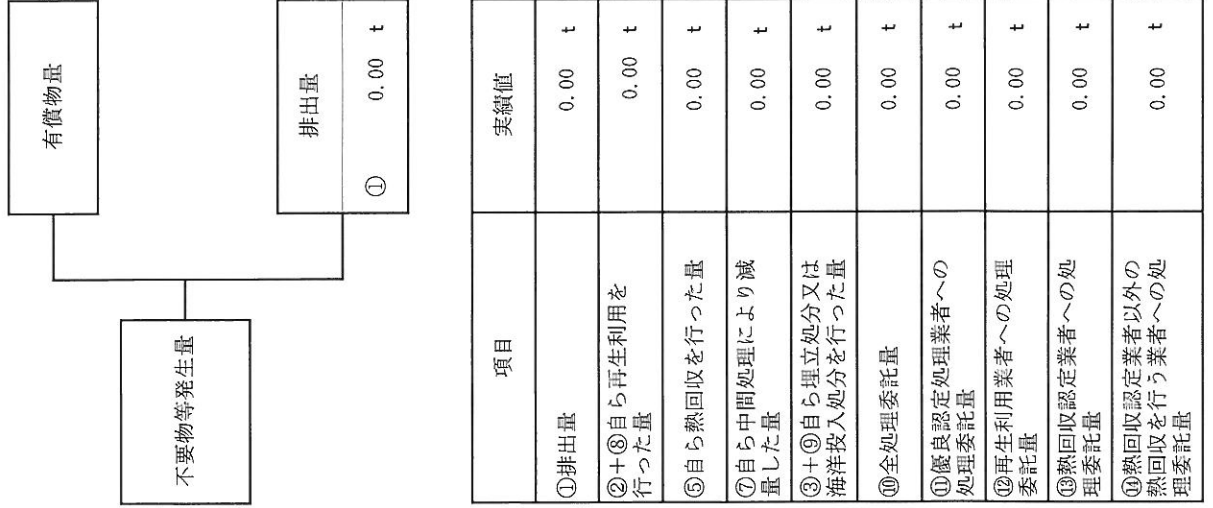 有償物量
不要物等発生量
排出量
① 0.00 t
項目 実績値
①排出量 0.00 t
②+⑧自ら再生利用を
行った量 0.00 t
⑤自ら熱回収を行った量 0.00 t
⑦自ら中間処理により減
量した量 0.00 t
③+⑨自ら埋立処分又は
海洋投入処分を行った量 0.00 t
⑩全処理委託量 0.00 t
⑪優良認定処理業者への
処理委託量 0.00 t
⑫再生利用業者への処理
委託量 0.00 t
⑬熱回収認定業者への処
理委託量 0.00 t
⑭熱回収認定業者以外の
熱回収を行う業者への処
理委託量 0.00 t